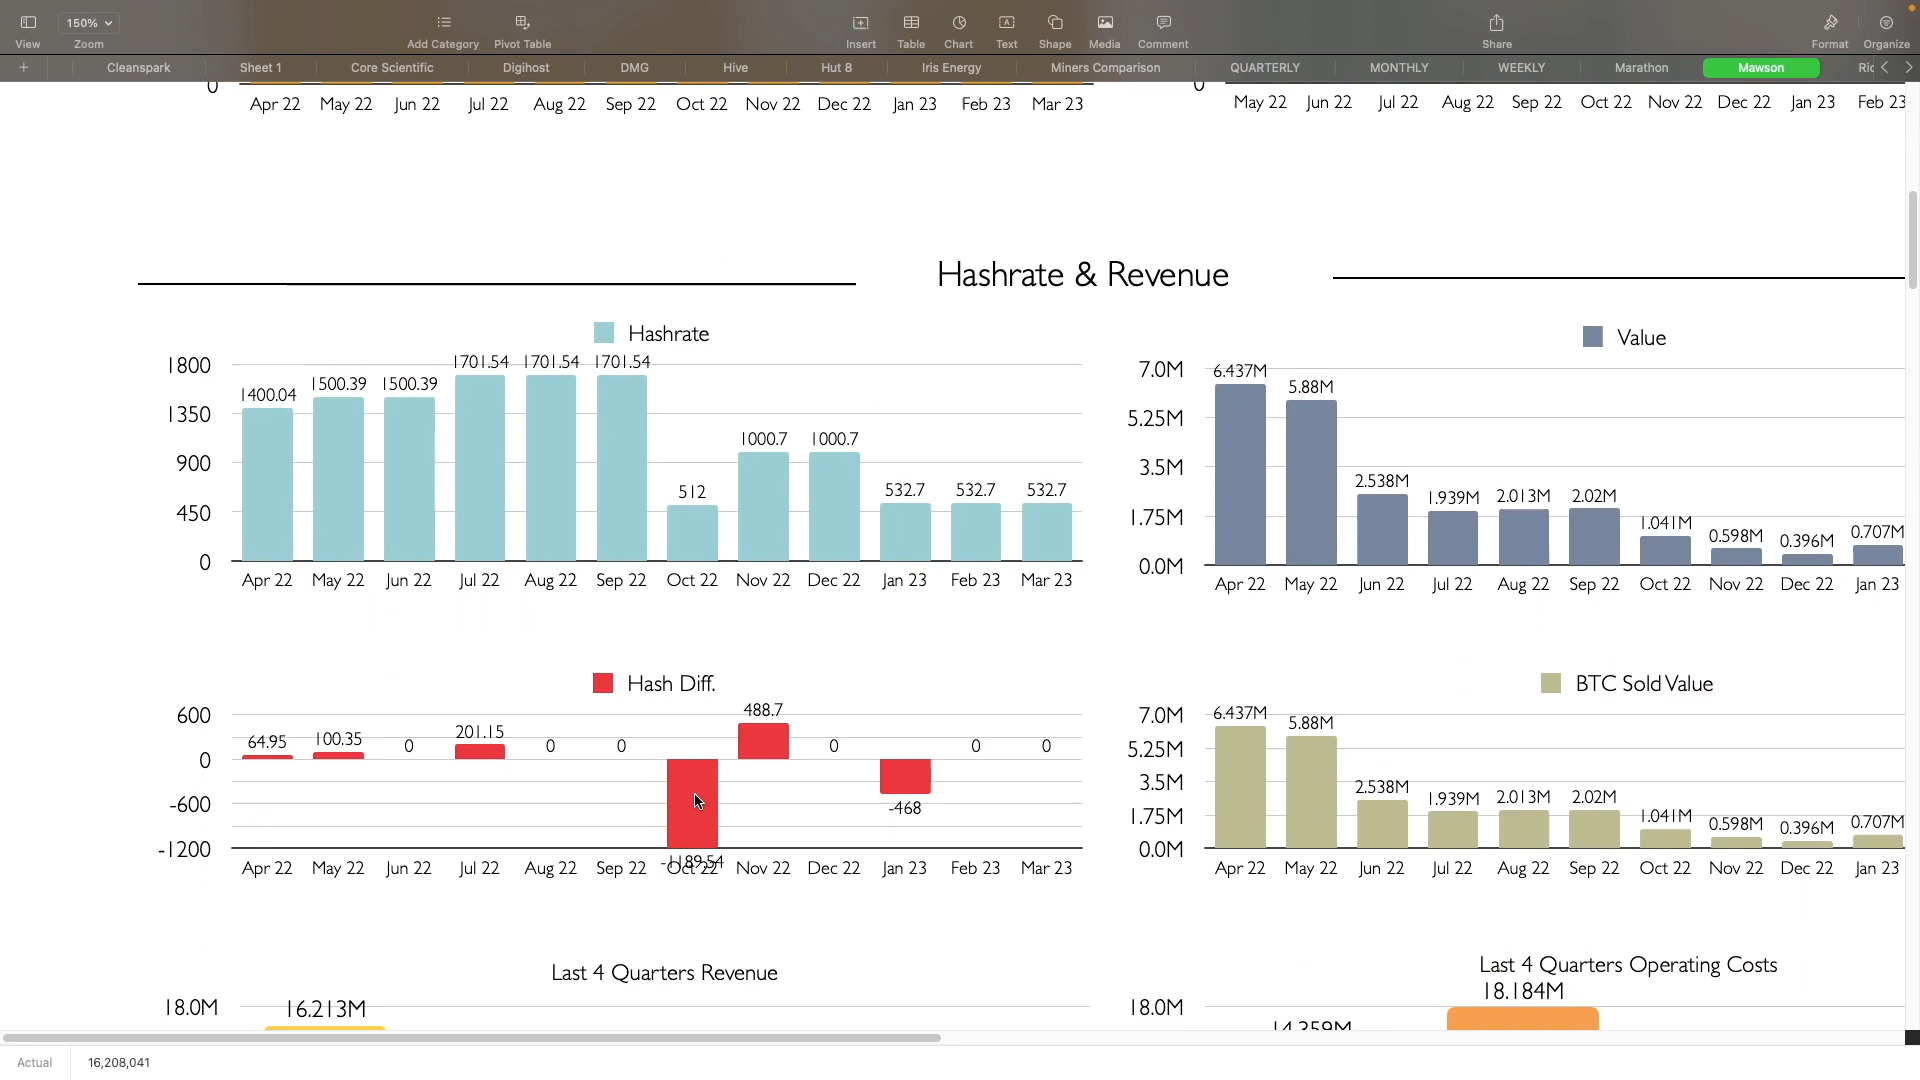 150%
View
Zoom
Add Category
Pivot Table
Insert
Table
Chart
Text
Shape
Media
Comment
Share
Format
Organize
+
Cleanspark
Sheet 1
Core Scientific
Digihost
DMG
Hive
Hut 8
Iris Energy
Miners Comparison
QUARTERLY
MONTHLY
WEEKLY
Marathon
Mawson
Ric
0
Apr 22 May 22 Jun 22 Jul 22 Aug 22 Sep 22 Oct 22 Nov 22 Dec 22 Jan 23 Feb 23 Mar 23
0
May 22 Jun 22 Jul 22 Aug 22 Sep 22 Oct 22 Nov 22 Dec 22 Jan 23 Feb 23
Hashrate & Revenue
Hashrate
1800
1350
900
450
0
1400.04 1500.39 1500.39 1701.54 1701.54 1701.54 512 1000.7 1000.7 532.7 532.7 532.7
Apr 22 May 22 Jun 22 Jul 22 Aug 22 Sep 22 Oct 22 Nov 22 Dec 22 Jan 23 Feb 23 Mar 23
Value
7.0M
5.25M
3.5M
1.75M
0.0M
6.437M 5.88M 2.538M 1.939M 2.013M 2.02M 1.041M 0.598M 0.396M 0.707M
Apr 22 May 22 Jun 22 Jul 22 Aug 22 Sep 22 Oct 22 Nov 22 Dec 22 Jan 23
Hash Diff.
600
0
-600
-1200
64.95 100.35 0 201.15 0 0 -1189.54 488.7 0 -468 0 0
Apr 22 May 22 Jun 22 Jul 22 Aug 22 Sep 22 Oct 22 Nov 22 Dec 22 Jan 23 Feb 23 Mar 23
BTC Sold Value
7.0M
5.25M
3.5M
1.75M
0.0M
6.437M 5.88M 2.538M 1.939M 2.013M 2.02M 1.041M 0.598M 0.396M 0.707M
Apr 22 May 22 Jun 22 Jul 22 Aug 22 Sep 22 Oct 22 Nov 22 Dec 22 Jan 23
Last 4 Quarters Revenue
18.0M
16.213M
Last 4 Quarters Operating Costs
18.0M
14.359M
18.184M
Actual
16,208,041